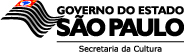 GOVERNO DO ESTADO
SÃO PAULO
Secretaria da Cultura